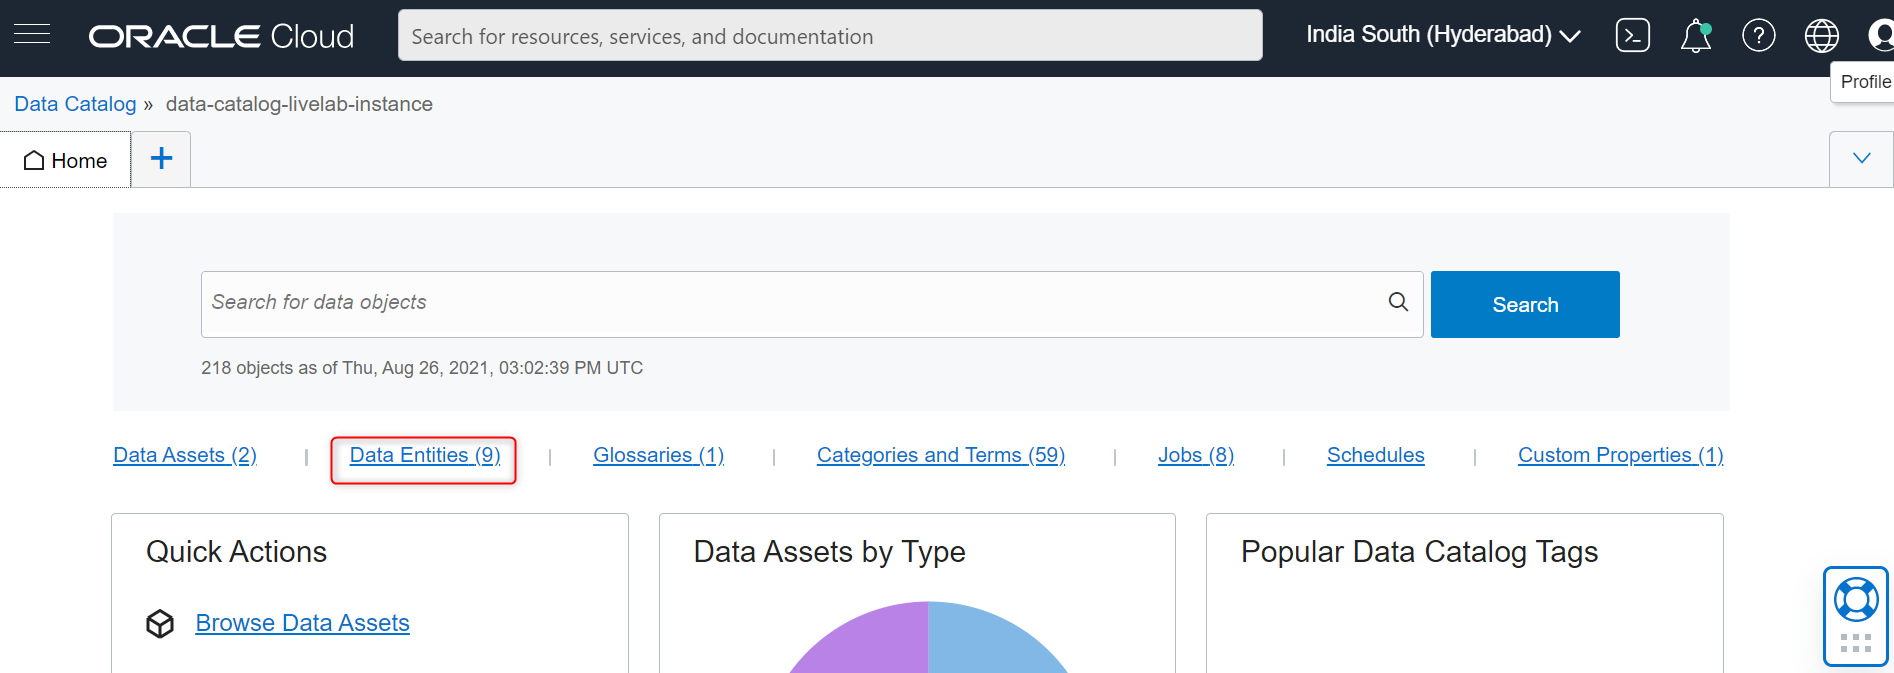 ORACLE Cloud
Search for resources, services, and documentation
India South (Hyderabad)
Profile
Data Catalog » data-catalog-livelab-instance
Home
+
Search for data objects
Search
218 objects as of Thu, Aug 26, 2021, 03:02:39 PM UTC
Data Assets (2) | Data Entities (9) | Glossaries (1) | Categories and Terms (59) | Jobs (8) | Schedules | Custom Properties (1)
Quick Actions
Browse Data Assets
Data Assets by Type
Popular Data Catalog Tags